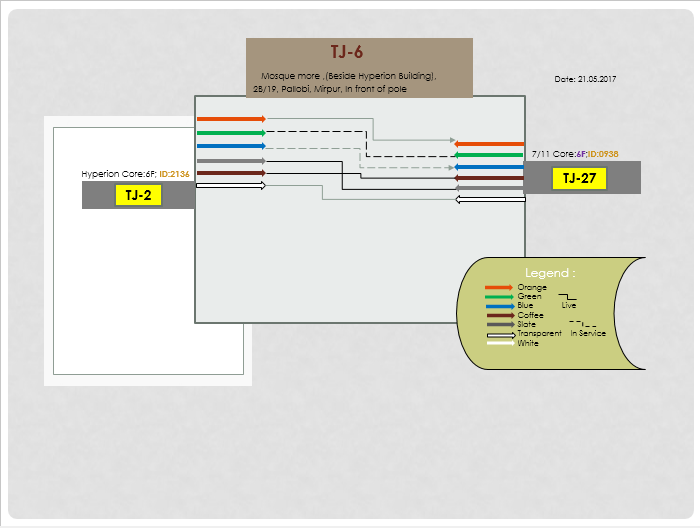 TJ-6
Mosque more ,(Beside Hyperion Building),
2B/19, Pallobi, Mirpur, In front of pole
Date: 21.05.2017
7/11 Core:6F;ID:0938
TJ-27
Hyperion Core:6F; ID:2136
TJ-2
Legend :
Orange
Green
Blue
Live
Coffee
Slate
Transparent
In Service
White